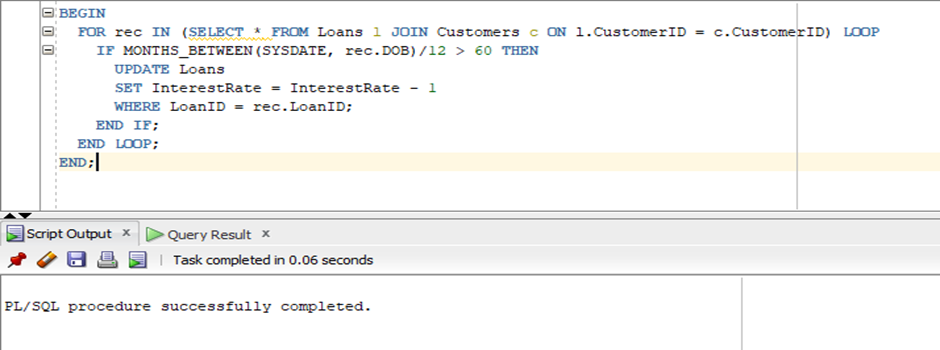 BEGIN
FOR rec IN (SELECT * FROM Loans l JOIN Customers c ON l.CustomerID = c.CustomerID) LOOP
IF MONTHS_BETWEEN(SYSDATE, rec.DOB)/12 > 60 THEN
UPDATE Loans
SET InterestRate = InterestRate - 1
WHERE LoanID = rec.LoanID;
END IF;
END LOOP;
END;
Script Output × Query Result ×
Task completed in 0.06 seconds
PL/SQL procedure successfully completed.